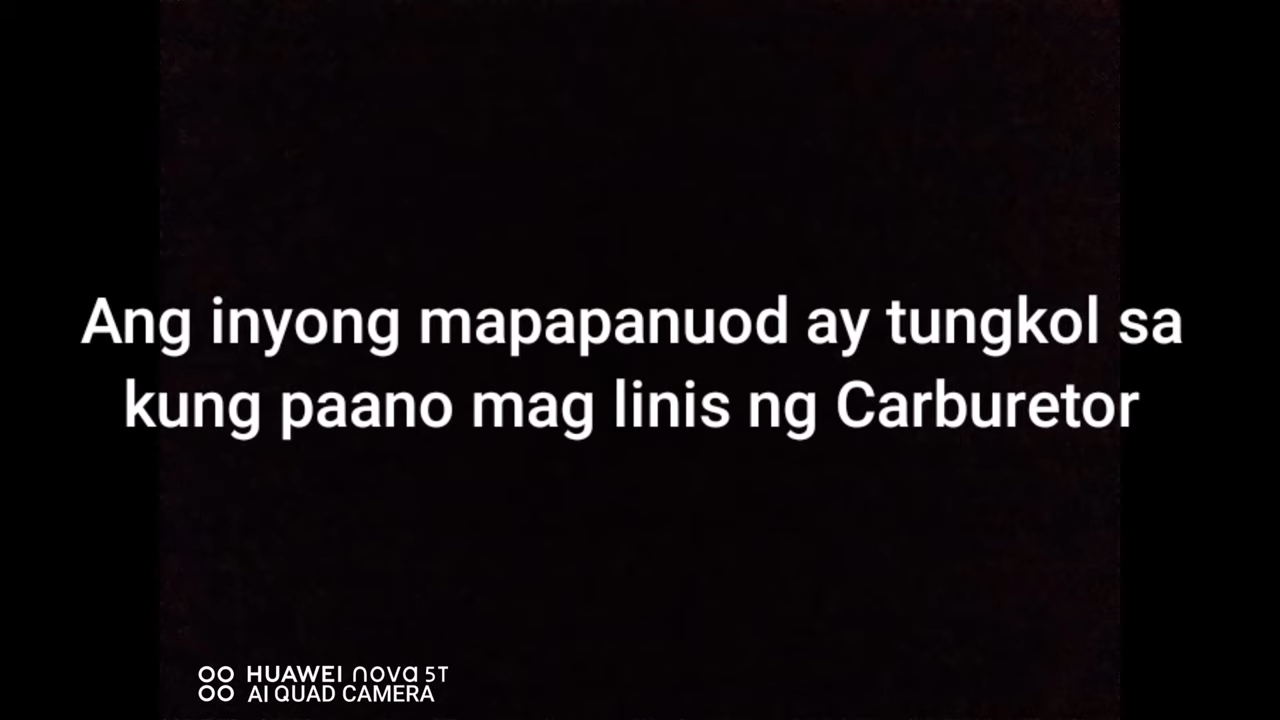 Ang inyong mapapanuod ay tungkol sa
kung paano mag linis ng Carburetor
HUAWEI nova 5T
AI QUAD CAMERA